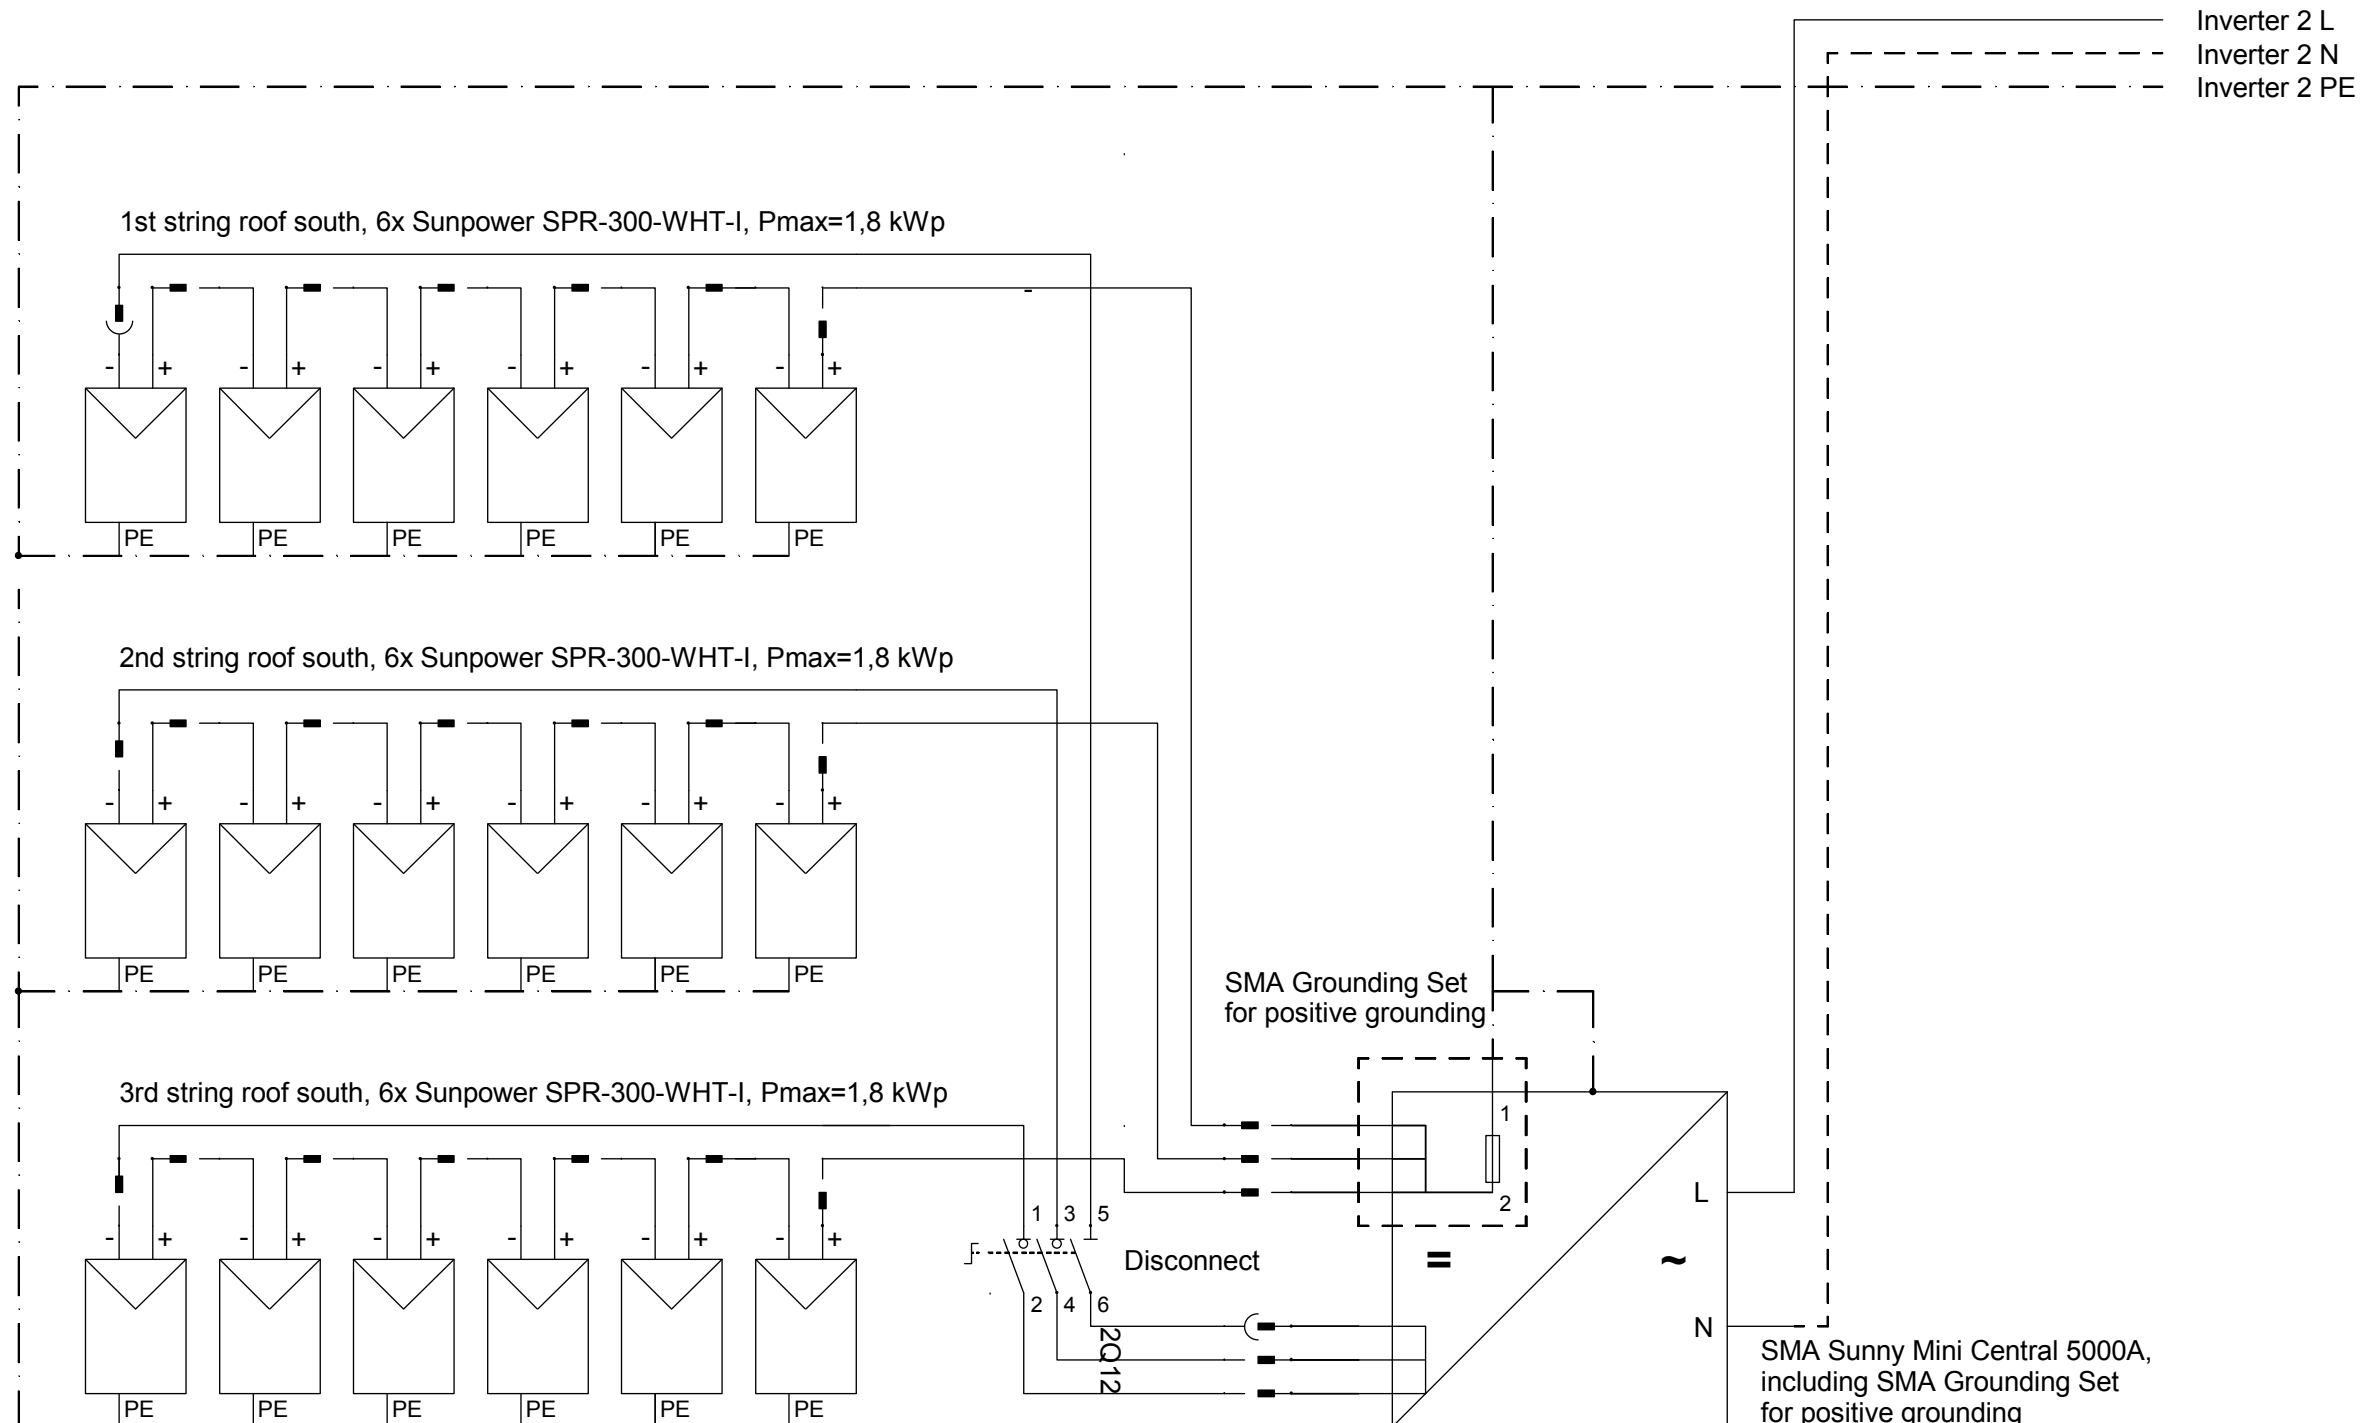 Inverter 2 L
Inverter 2 N
Inverter 2 PE
1st string roof south, 6x Sunpower SPR-300-WHT-I, Pmax=1,8 kWp
-
- + - + - + - + - + - +
PE PE PE PE PE PE
2nd string roof south, 6x Sunpower SPR-300-WHT-I, Pmax=1,8 kWp
- + - + - + - + - + - +
PE PE PE PE PE PE
SMA Grounding Set
for positive grounding
3rd string roof south, 6x Sunpower SPR-300-WHT-I, Pmax=1,8 kWp
1
2
L
1 3 5
- + - + - + - + - + - +
Disconnect
= ~
2 4 6
2Q12
N
SMA Sunny Mini Central 5000A,
including SMA Grounding Set
for positive grounding
PE PE PE PE PE PE